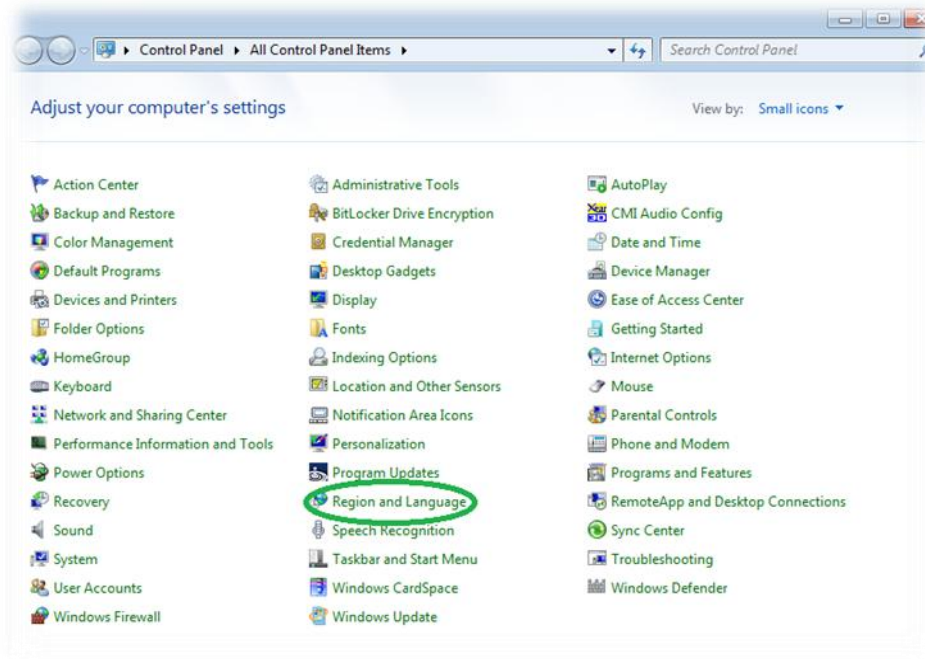 Control Panel ▸ All Control Panel Items ▸ Search Control Panel
Adjust your computer's settings View by: Small icons
Action Center Administrative Tools AutoPlay
Backup and Restore BitLocker Drive Encryption CMI Audio Config
Color Management Credential Manager Date and Time
Default Programs Desktop Gadgets Device Manager
Devices and Printers Display Ease of Access Center
Folder Options Fonts Getting Started
HomeGroup Indexing Options Internet Options
Keyboard Location and Other Sensors Mouse
Network and Sharing Center Notification Area Icons Parental Controls
Performance Information and Tools Personalization Phone and Modem
Power Options Program Updates Programs and Features
Recovery Region and Language RemoteApp and Desktop Connections
Sound Speech Recognition Sync Center
System Taskbar and Start Menu Troubleshooting
User Accounts Windows CardSpace Windows Defender
Windows Firewall Windows Update